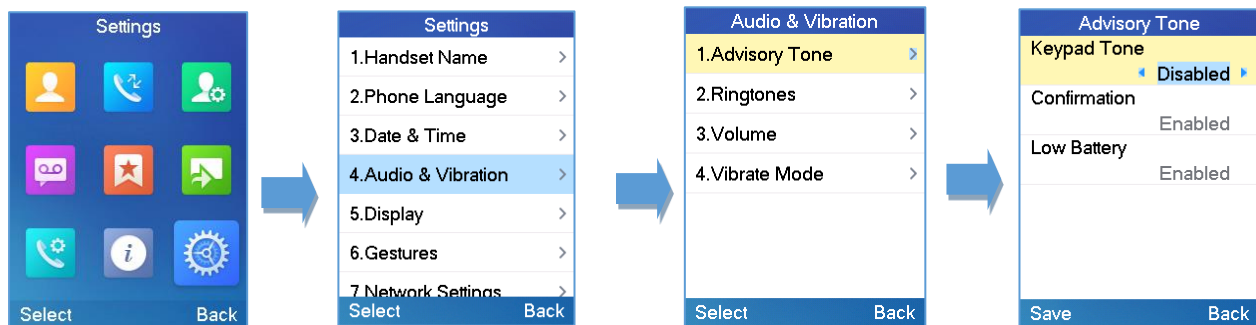 Settings
Select Back
Settings
1.Handset Name
2.Phone Language
3.Date & Time
4.Audio & Vibration
5.Display
6.Gestures
7.Network Settings
Select Back
Audio & Vibration
1.Advisory Tone
2.Ringtones
3.Volume
4.Vibrate Mode
Select Back
Advisory Tone
Keypad Tone
Disabled
Confirmation
Enabled
Low Battery
Enabled
Save Back